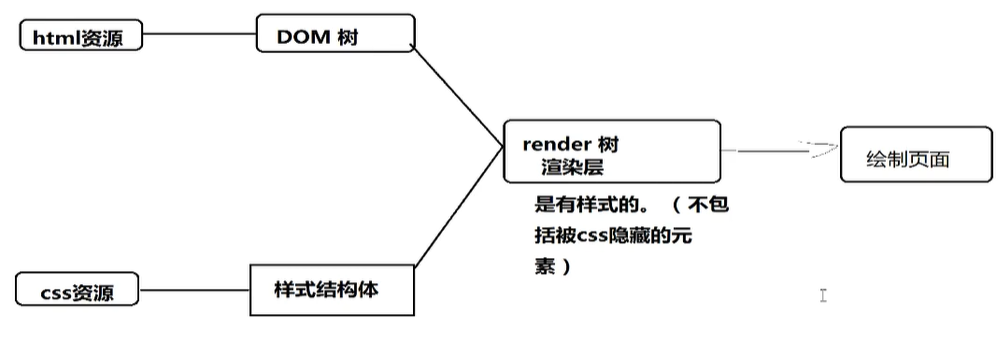 html资源
DOM 树
render 树
渲染层
绘制页面
是有样式的。（ 不包
括被css隐藏的元
素 ）
css资源
样式结构体